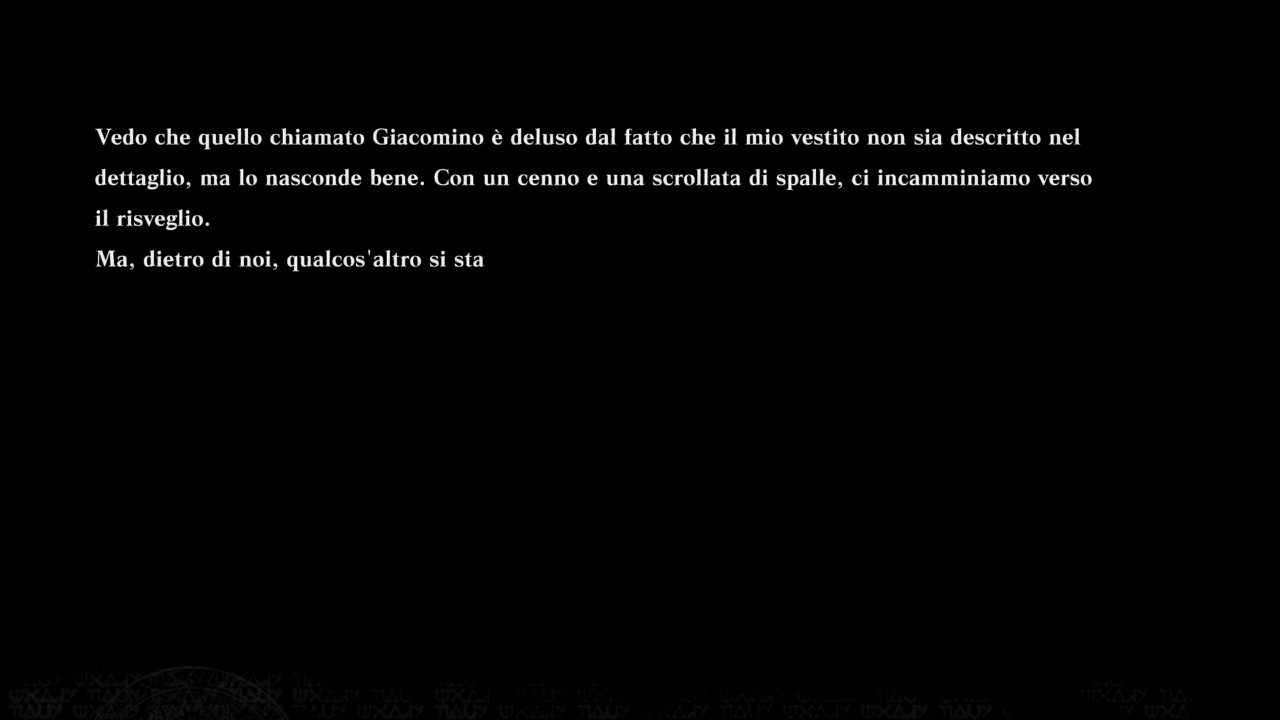 Vedo che quello chiamato Giacomino è deluso dal fatto che il mio vestito non sia descritto nel
dettaglio, ma lo nasconde bene. Con un cenno e una scrollata di spalle, ci incamminiamo verso
il risveglio.
Ma, dietro di noi, qualcos'altro si sta